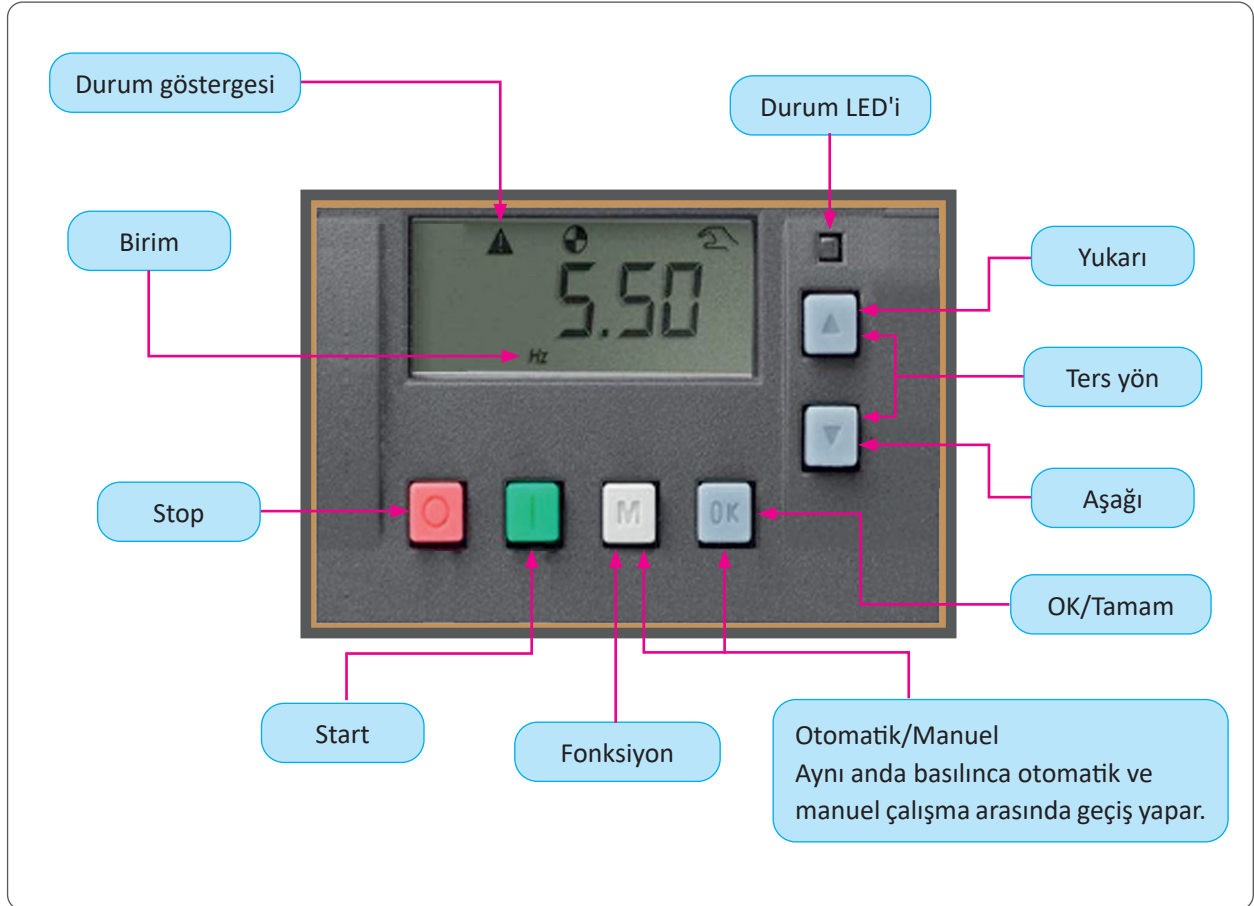 Durum göstergesi
Durum LED'i
Birim
Yukarı
5.50
Hz
Ters yön
Aşağı
Stop
M
OK
OK/Tamam
Start
Fonksiyon
Otomatik/Manuel
Aynı anda basılınca otomatik ve
manuel çalışma arasında geçiş yapar.